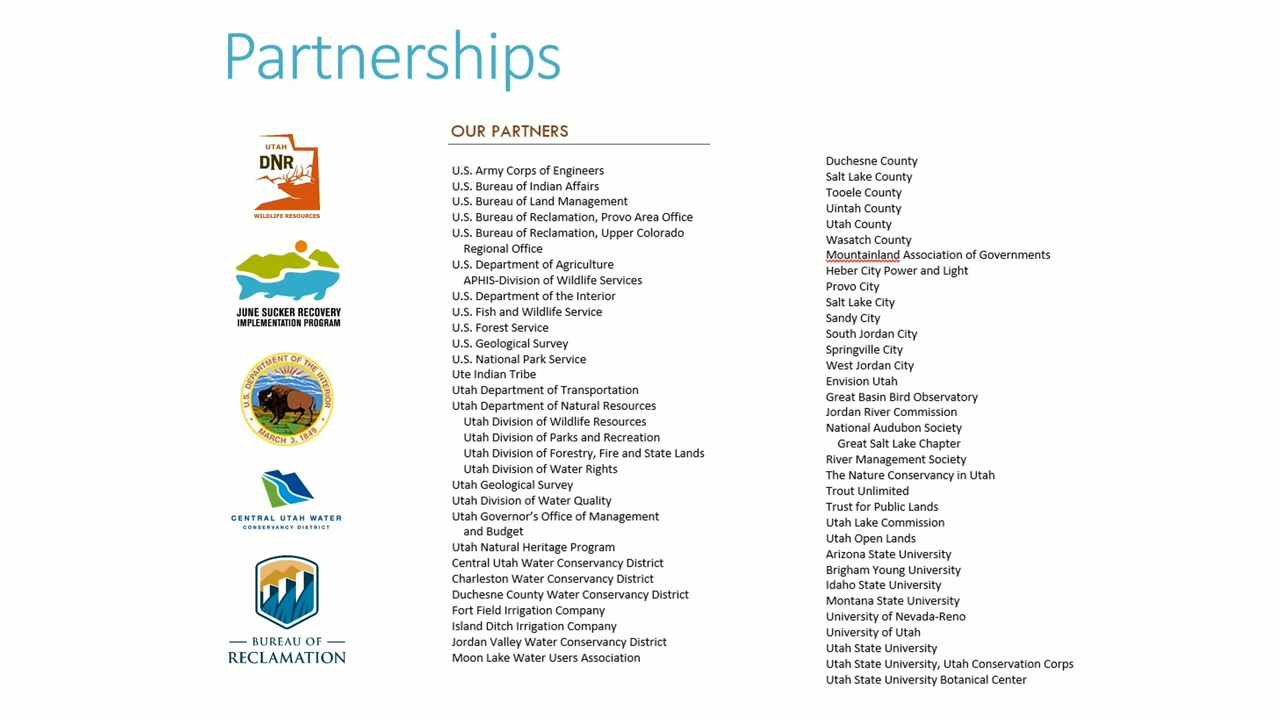 Partnerships
UTAH
DNR
WILDLIFE RESOURCES
JUNE SUCKER RECOVERY
IMPLEMENTATION PROGRAM
U.S. DEPARTMENT OF THE INTERIOR
MARCH 3, 1849
CENTRAL UTAH WATER
CONSERVANCY DISTRICT
BUREAU OF
RECLAMATION
OUR PARTNERS
U.S. Army Corps of Engineers
U.S. Bureau of Indian Affairs
U.S. Bureau of Land Management
U.S. Bureau of Reclamation, Provo Area Office
U.S. Bureau of Reclamation, Upper Colorado
Regional Office
U.S. Department of Agriculture
APHIS-Division of Wildlife Services
U.S. Department of the Interior
U.S. Fish and Wildlife Service
U.S. Forest Service
U.S. Geological Survey
U.S. National Park Service
Ute Indian Tribe
Utah Department of Transportation
Utah Department of Natural Resources
Utah Division of Wildlife Resources
Utah Division of Parks and Recreation
Utah Division of Forestry, Fire and State Lands
Utah Division of Water Rights
Utah Geological Survey
Utah Division of Water Quality
Utah Governor’s Office of Management
and Budget
Utah Natural Heritage Program
Central Utah Water Conservancy District
Charleston Water Conservancy District
Duchesne County Water Conservancy District
Fort Field Irrigation Company
Island Ditch Irrigation Company
Jordan Valley Water Conservancy District
Moon Lake Water Users Association
Duchesne County
Salt Lake County
Tooele County
Uintah County
Utah County
Wasatch County
Mountainland Association of Governments
Heber City Power and Light
Provo City
Salt Lake City
Sandy City
South Jordan City
Springville City
West Jordan City
Envision Utah
Great Basin Bird Observatory
Jordan River Commission
National Audubon Society
Great Salt Lake Chapter
River Management Society
The Nature Conservancy in Utah
Trout Unlimited
Trust for Public Lands
Utah Lake Commission
Utah Open Lands
Arizona State University
Brigham Young University
Idaho State University
Montana State University
University of Nevada-Reno
University of Utah
Utah State University
Utah State University, Utah Conservation Corps
Utah State University Botanical Center